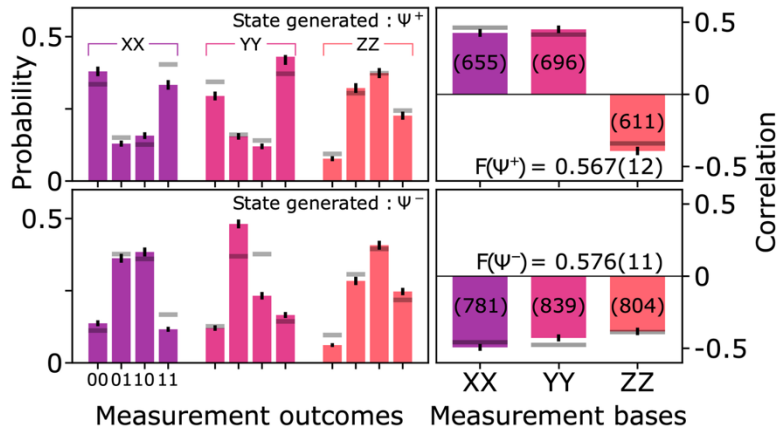 State generated : Ψ⁺
XX
YY
ZZ
0.5
0
Probability
(655)
(696)
(611)
F(Ψ⁺) = 0.567(12)
0.5
0
-0.5
Correlation
State generated : Ψ⁻
0.5
0
00 01 10 11
Measurement outcomes
F(Ψ⁻) = 0.576(11)
(781)
(839)
(804)
0.5
0
-0.5
XX
YY
ZZ
Measurement bases